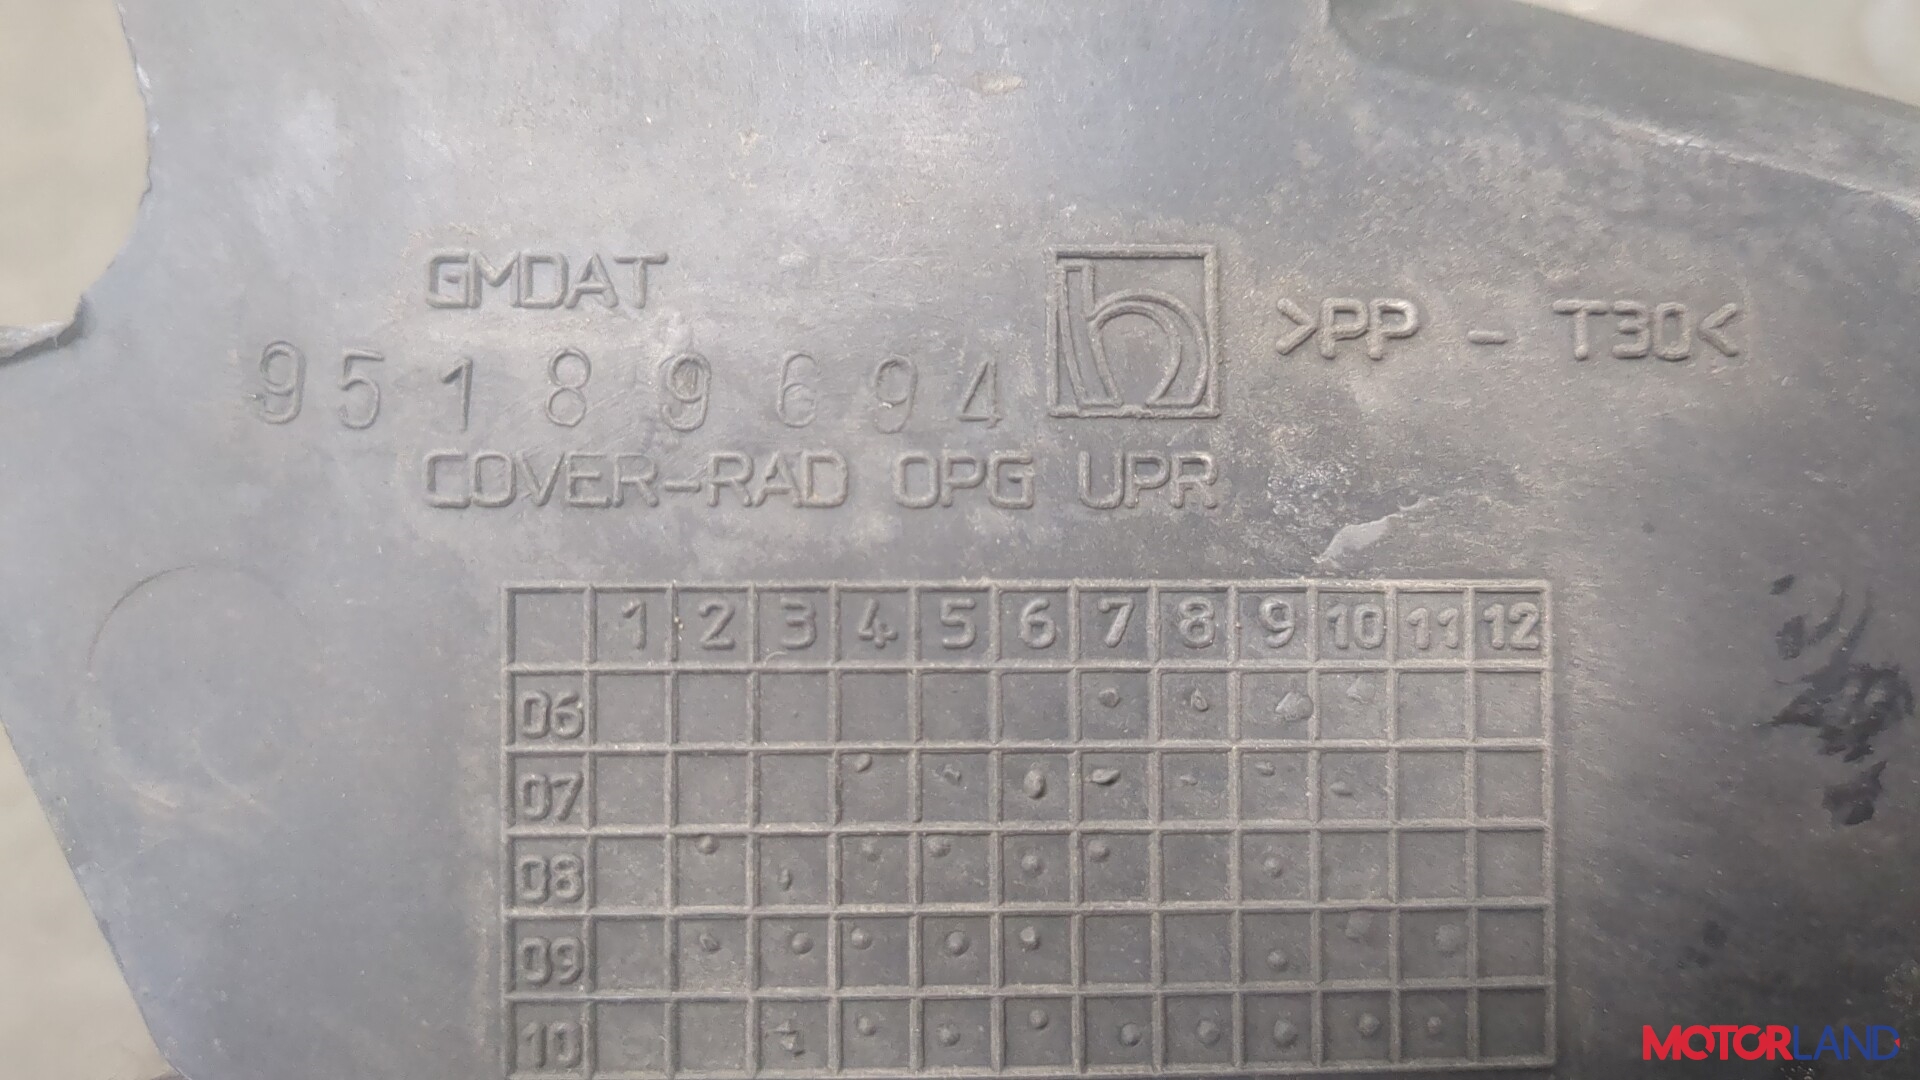 GMDAT
95189694
>PP - T30<
COVER-RAD OPG UPR
1 2 3 4 5 6 7 8 9 10 11 12
06
07
08
09
10
MOTORLAND